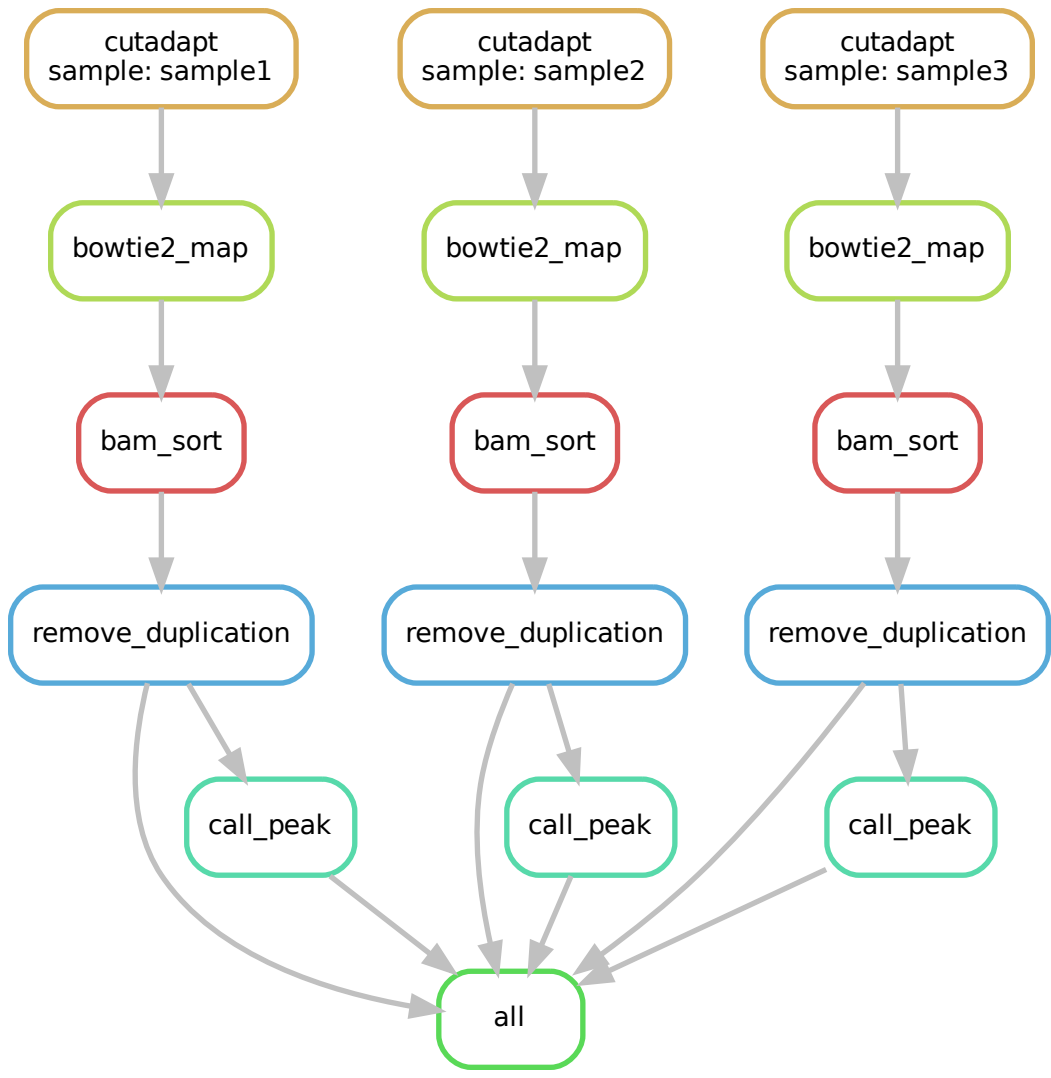 cutadapt
sample: sample1
cutadapt
sample: sample2
cutadapt
sample: sample3
bowtie2_map
bowtie2_map
bowtie2_map
bam_sort
bam_sort
bam_sort
remove_duplication
remove_duplication
remove_duplication
call_peak
call_peak
call_peak
all